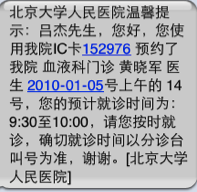 北京大学人民医院温馨提
示：吕杰先生，您好，您使
用我院IC卡152976 预约了
我院 血液科门诊 黄晓军 医
生 2010-01-05号上午的 14
号，您的预计就诊时间为：
9:30至10:00，请您按时就
诊，确切就诊时间以分诊台
叫号为准，谢谢。[北京大学
人民医院]